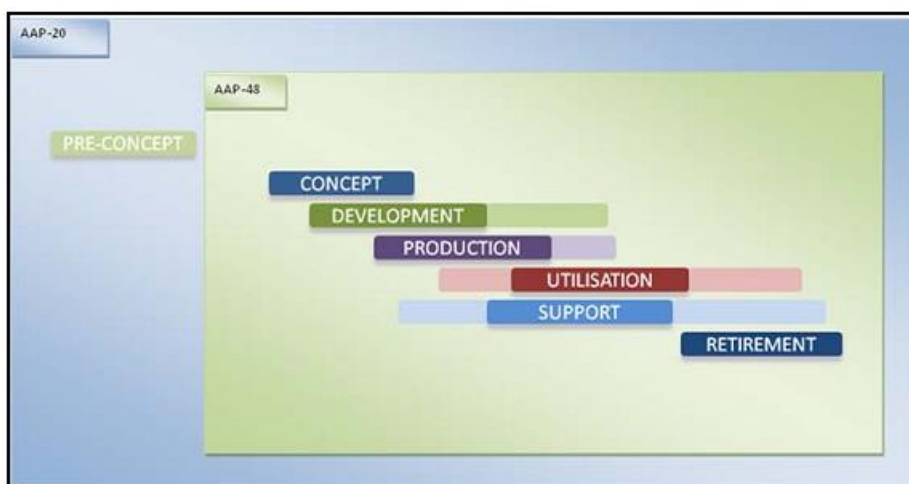 AAP-20
AAP-48
PRE-CONCEPT
CONCEPT
DEVELOPMENT
PRODUCTION
UTILISATION
SUPPORT
RETIREMENT